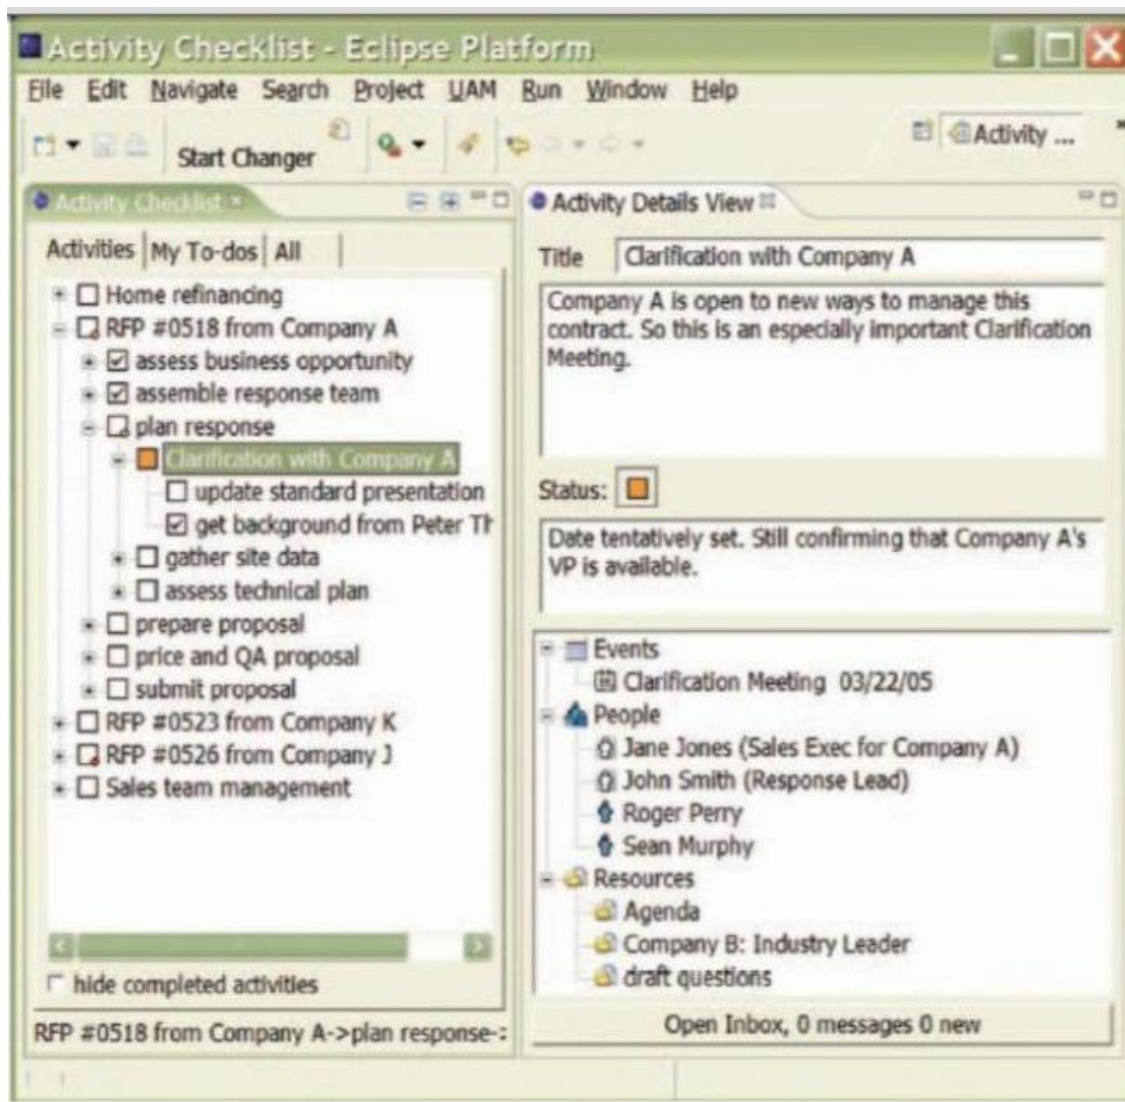 Activity Checklist - Eclipse Platform
File Edit Navigate Search Project UAM Run Window Help
Start Changer
Activity ...
Activity Checklist
Activities My To-dos All
Home refinancing
RFP #0518 from Company A
assess business opportunity
assemble response team
plan response
Clarification with Company A
update standard presentation
get background from Peter Th
gather site data
assess technical plan
prepare proposal
price and QA proposal
submit proposal
RFP #0523 from Company K
RFP #0526 from Company J
Sales team management
hide completed activities
RFP #0518 from Company A->plan response-:
Activity Details View
Title Clarification with Company A
Company A is open to new ways to manage this
contract. So this is an especially important Clarification
Meeting.
Status:
Date tentatively set. Still confirming that Company A's
VP is available.
Events
Clarification Meeting 03/22/05
People
Jane Jones (Sales Exec for Company A)
John Smith (Response Lead)
Roger Perry
Sean Murphy
Resources
Agenda
Company B: Industry Leader
draft questions
Open Inbox, 0 messages 0 new